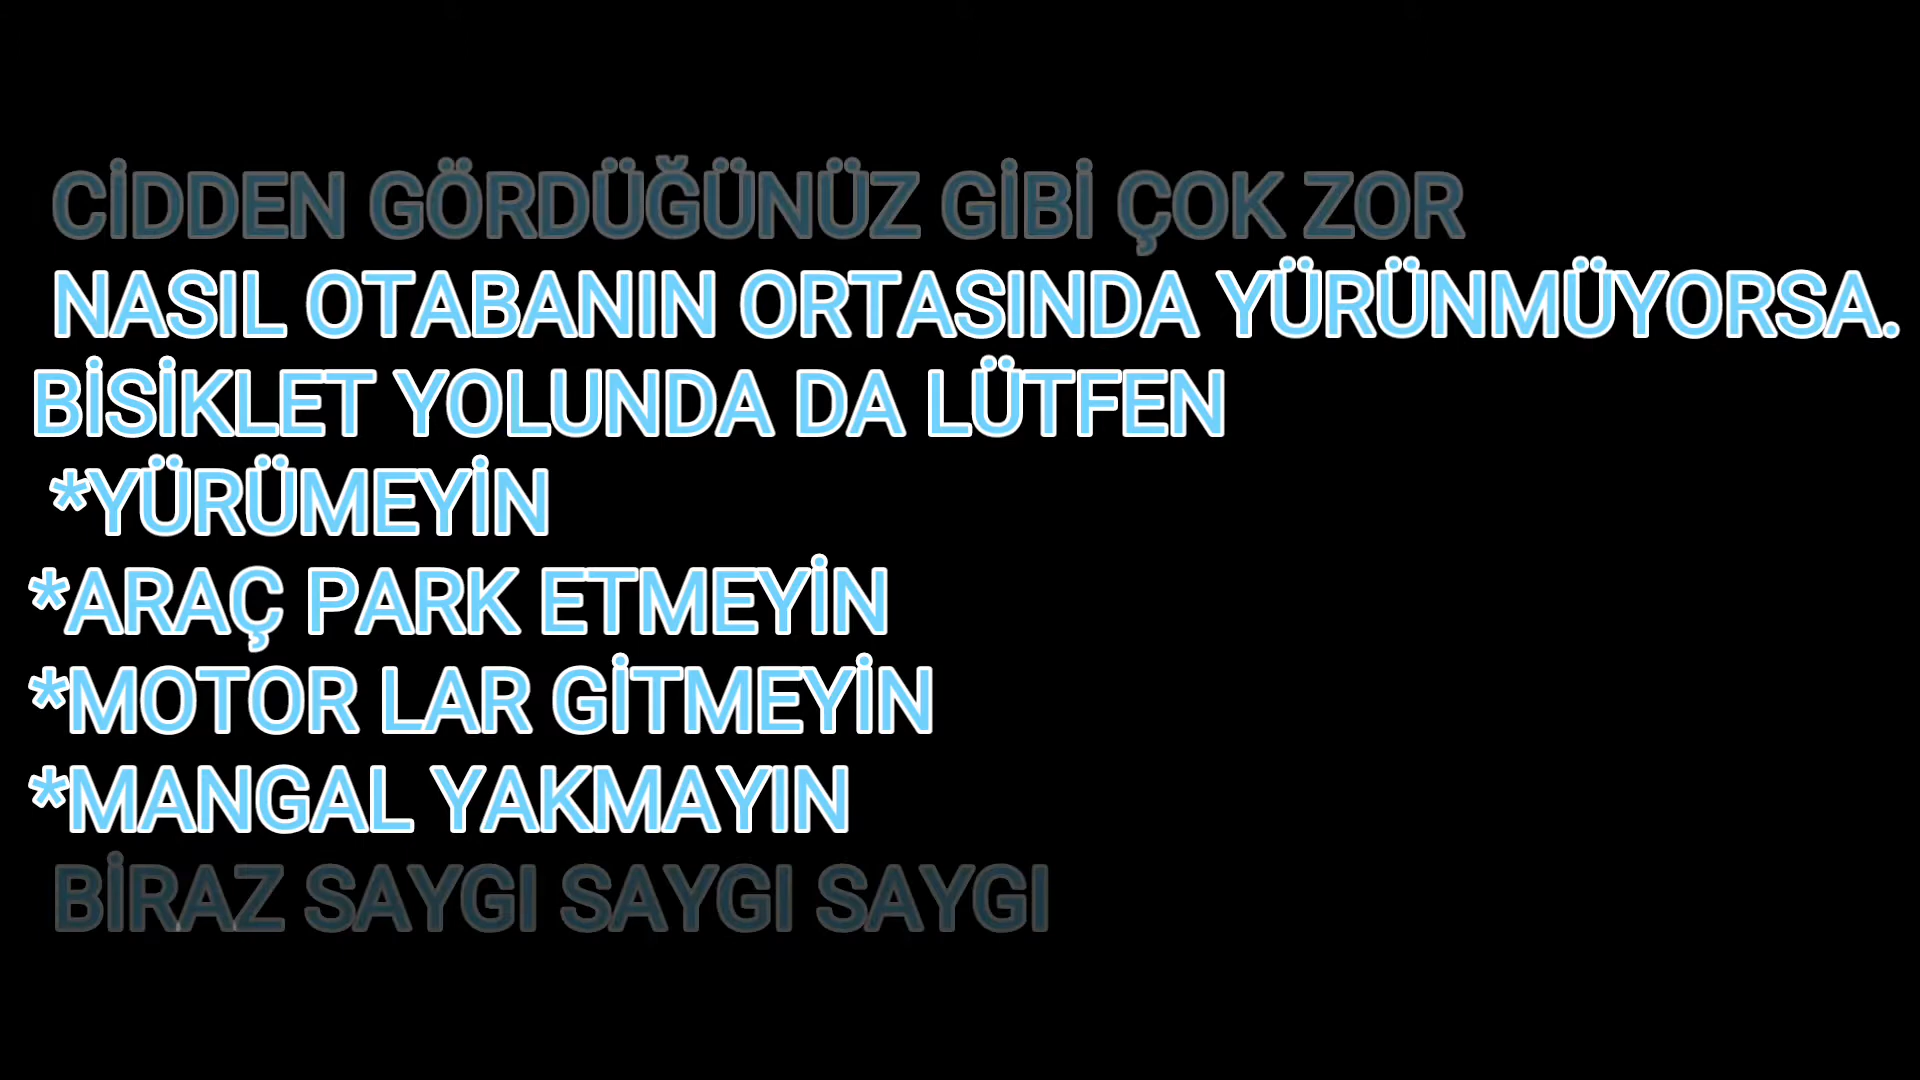 CİDDEN GÖRDÜĞÜNÜZ GİBİ ÇOK ZOR
NASIL OTABANIN ORTASINDA YÜRÜNMÜYORSA.
BİSİKLET YOLUNDA DA LÜTFEN
*YÜRÜMEYİN
*ARAÇ PARK ETMEYİN
*MOTOR LAR GİTMEYİN
*MANGAL YAKMAYIN
BİRAZ SAYGI SAYGI SAYGI